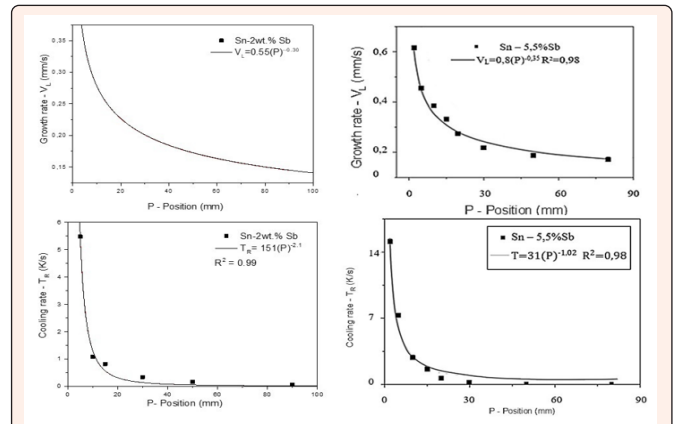 0,35
0,30
0,25
0,20
0,15
Growth rate - V_L (mm/s)
Sn-2wt.% Sb
V_L=0.55(P)^-0.30
0 20 40 60 80 100
P - Position (mm)
0,6
0,4
0,2
0
Growth rate - V_L (mm/s)
Sn – 5,5%Sb
V_L=0,8(P)^-0,35 R²=0,98
0 30 60 90
P - Position (mm)
6
5
4
3
2
1
0
Cooling rate - T_R (K/s)
Sn-2wt.% Sb
T_R= 151(P)^-2.1
R² = 0.99
0 20 40 60 80 100
P - Position (mm)
14
7
0
Cooling rate - T_R (K/s)
Sn – 5,5%Sb
T=31(P)^-1.02 R²=0,98
0 30 60 90
P - Position (mm)